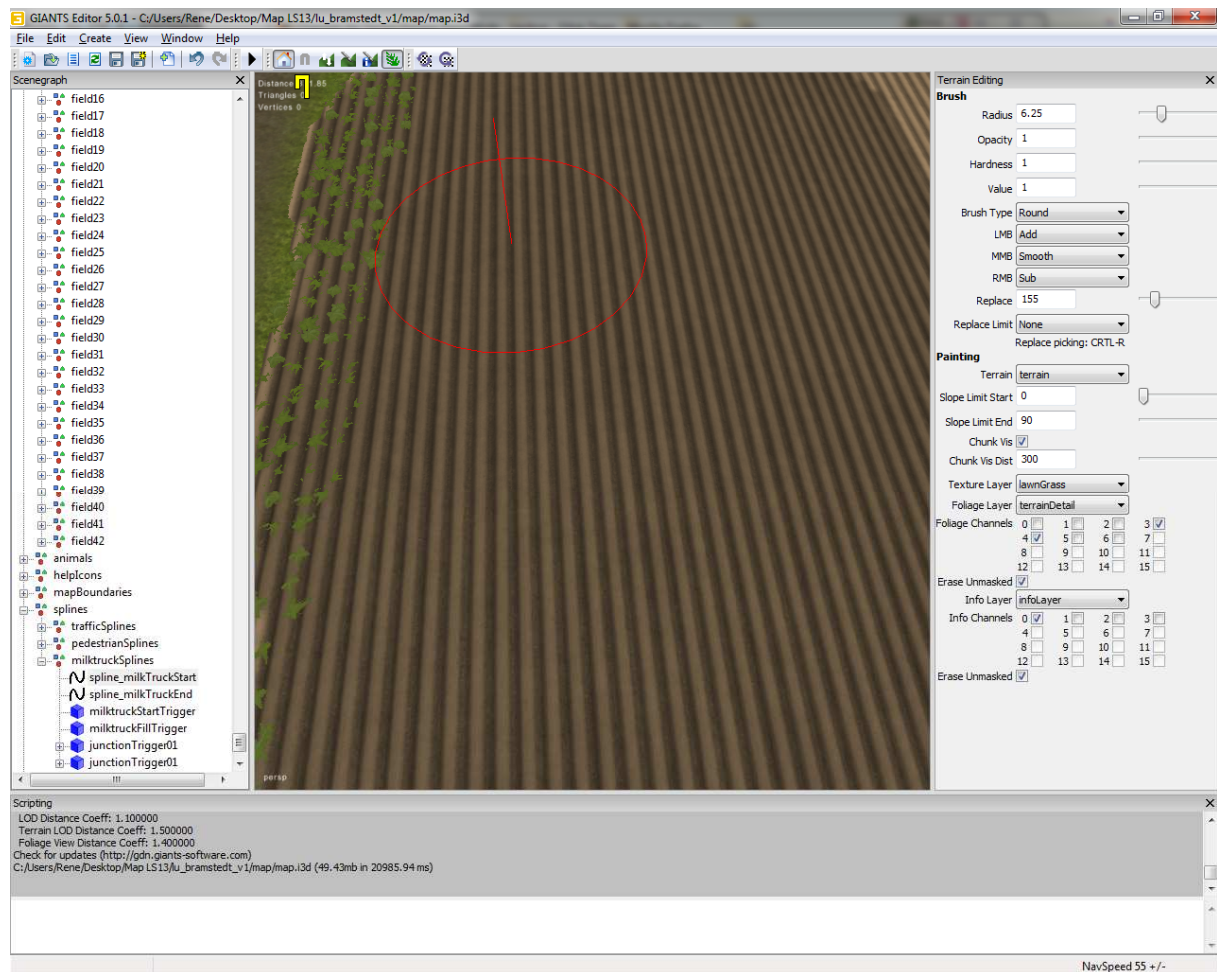 GIANTS Editor 5.0.1 - C:/Users/Rene/Desktop/Map LS13/lu_bramstedt_v1/map/map.i3d
File Edit Create View Window Help
Scenegraph
field16
field17
field18
field19
field20
field21
field22
field23
field24
field25
field26
field27
field28
field29
field30
field31
field32
field33
field34
field35
field36
field37
field38
field39
field40
field41
field42
animals
helpIcons
mapBoundaries
splines
trafficSplines
pedestrianSplines
milktruckSplines
spline_milkTruckStart
spline_milkTruckEnd
milktruckStartTrigger
milktruckFillTrigger
junctionTrigger01
junctionTrigger01
Distance 1.85
Triangles
Vertices 0
persp
Terrain Editing
Brush
Radius 6.25
Opacity 1
Hardness 1
Value 1
Brush Type Round
LMB Add
MMB Smooth
RMB Sub
Replace 155
Replace Limit None
Replace picking: CRTL-R
Painting
Terrain terrain
Slope Limit Start 0
Slope Limit End 90
Chunk Vis
Chunk Vis Dist 300
Texture Layer lawnGrass
Foliage Layer terrainDetail
Foliage Channels 0 1 2 3
4 5 6 7
8 9 10 11
12 13 14 15
Erase Unmasked
Info Layer infoLayer
Info Channels 0 1 2 3
4 5 6 7
8 9 10 11
12 13 14 15
Erase Unmasked
Scripting
LOD Distance Coeff: 1.100000
Terrain LOD Distance Coeff: 1.500000
Foliage View Distance Coeff: 1.400000
Check for updates (http://gdn.giants-software.com)
C:/Users/Rene/Desktop/Map LS13/lu_bramstedt_v1/map/map.i3d (49.43mb in 20985.94 ms)
NavSpeed 55 +/-